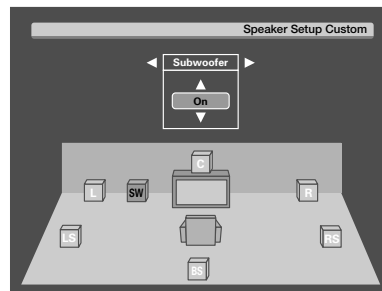 Speaker Setup Custom
Subwoofer
On
C
L SW R
LS RS
BS